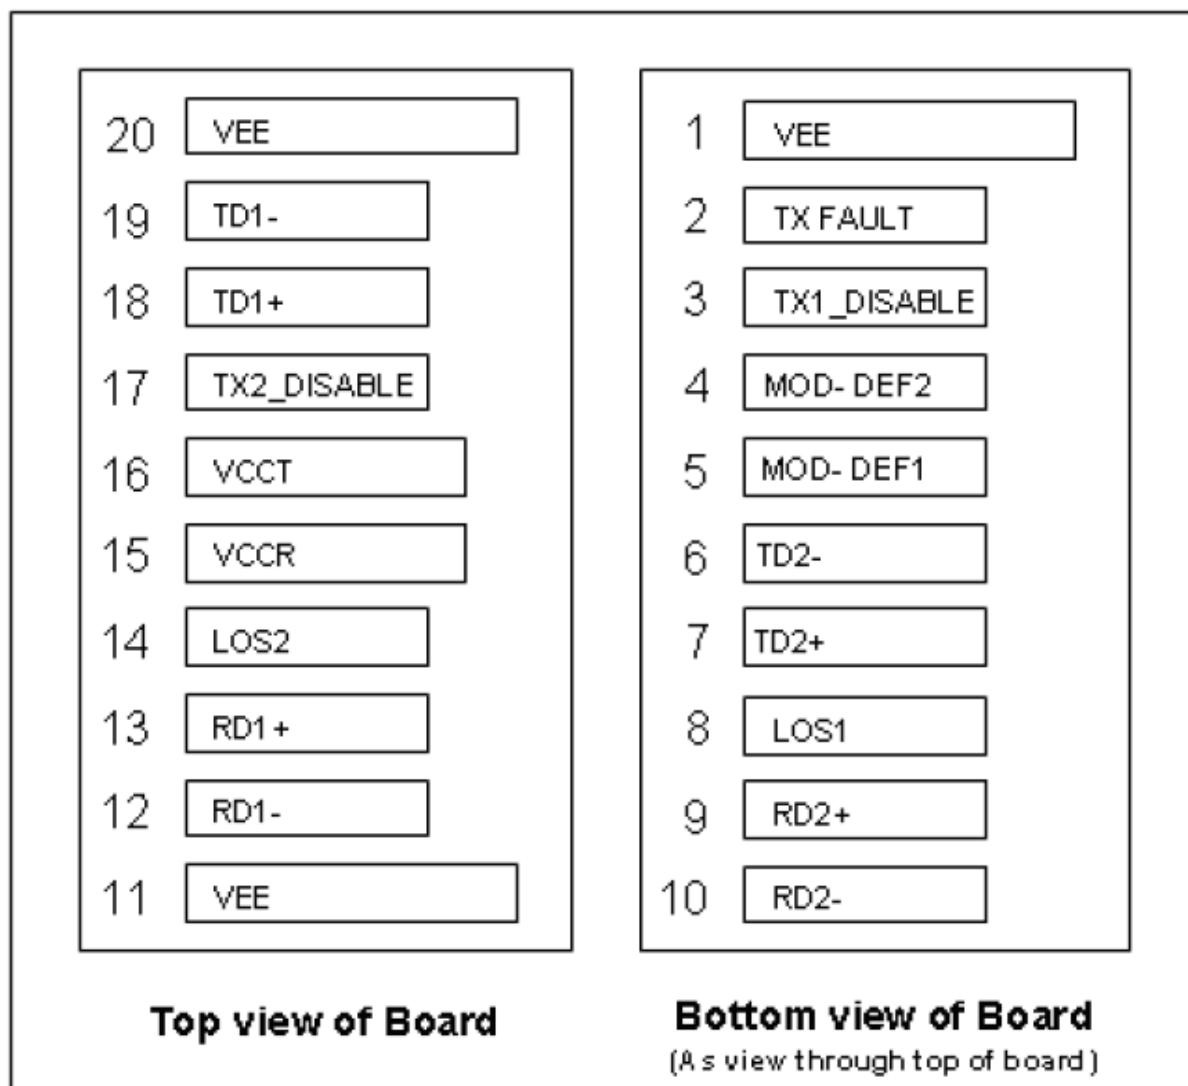 20 VEE
19 TD1-
18 TD1+
17 TX2_DISABLE
16 VCCT
15 VCCR
14 LOS2
13 RD1+
12 RD1-
11 VEE
Top view of Board
1 VEE
2 TX FAULT
3 TX1_DISABLE
4 MOD- DEF2
5 MOD- DEF1
6 TD2-
7 TD2+
8 LOS1
9 RD2+
10 RD2-
Bottom view of Board
(As view through top of board)